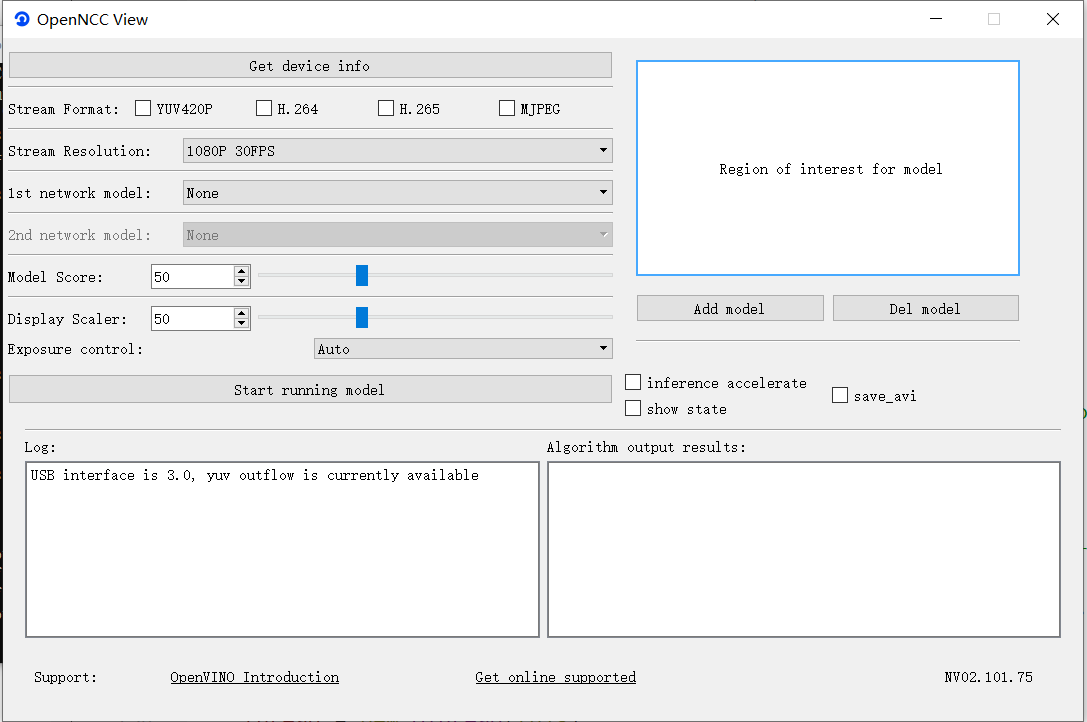 OpenNCC View
Get device info
Stream Format: YUV420P H.264 H.265 MJPEG
Stream Resolution: 1080P 30FPS
1st network model: None
2nd network model: None
Model Score: 50
Display Scaler: 50
Exposure control: Auto
Start running model
Region of interest for model
Add model Del model
inference accelerate
show state
save_avi
Log:
USB interface is 3.0, yuv outflow is currently available
Algorithm output results:
Support: OpenVINO Introduction Get online supported NV02.101.75